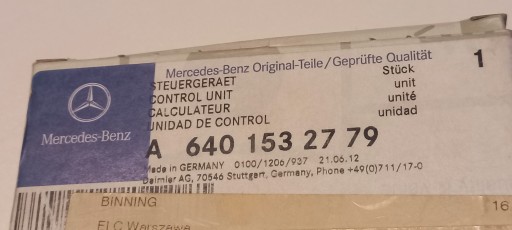 Mercedes-Benz Original-Teile/Geprüfte Qualität
STEUERGERAET Stück 1
CONTROL UNIT unit
CALCULATEUR unité
UNIDAD DE CONTROL unidad
Mercedes-Benz
A 640 153 27 79
Made in GERMANY 0100/1206/937 21.06.12
Daimler AG, 70546 Stuttgart, Germany, Phone +49(0)711/17-0
BINNING 16
FLC Warszawa